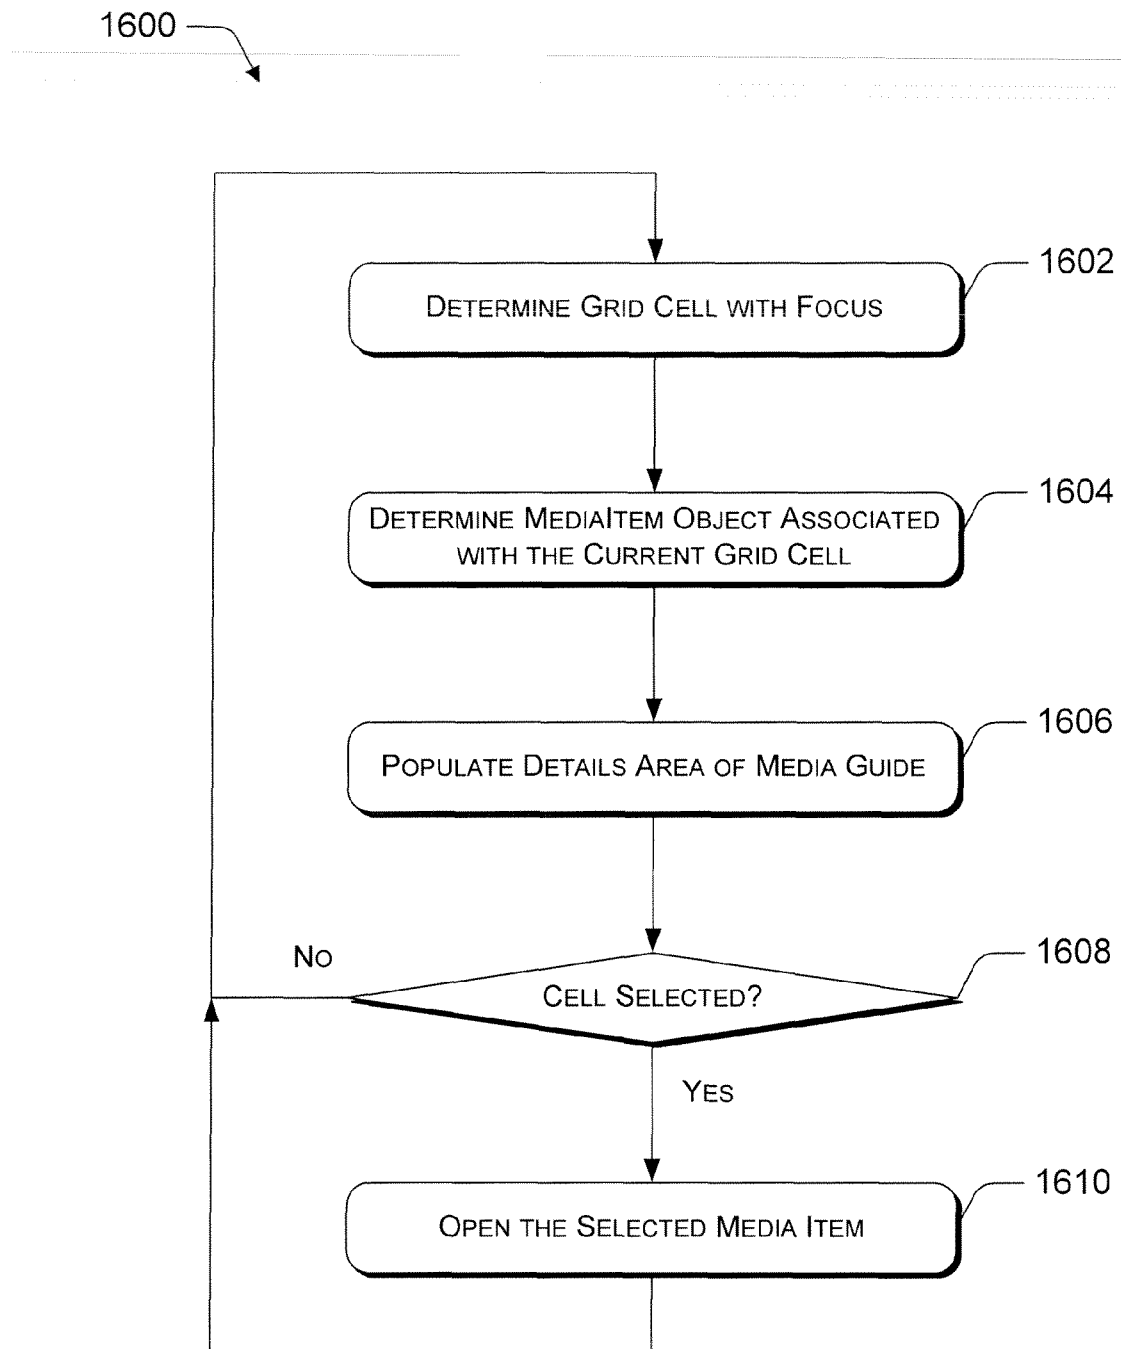 1600
1602
DETERMINE GRID CELL WITH FOCUS
1604
DETERMINE MEDIAITEM OBJECT ASSOCIATED
WITH THE CURRENT GRID CELL
1606
POPULATE DETAILS AREA OF MEDIA GUIDE
NO
1608
CELL SELECTED?
YES
1610
OPEN THE SELECTED MEDIA ITEM